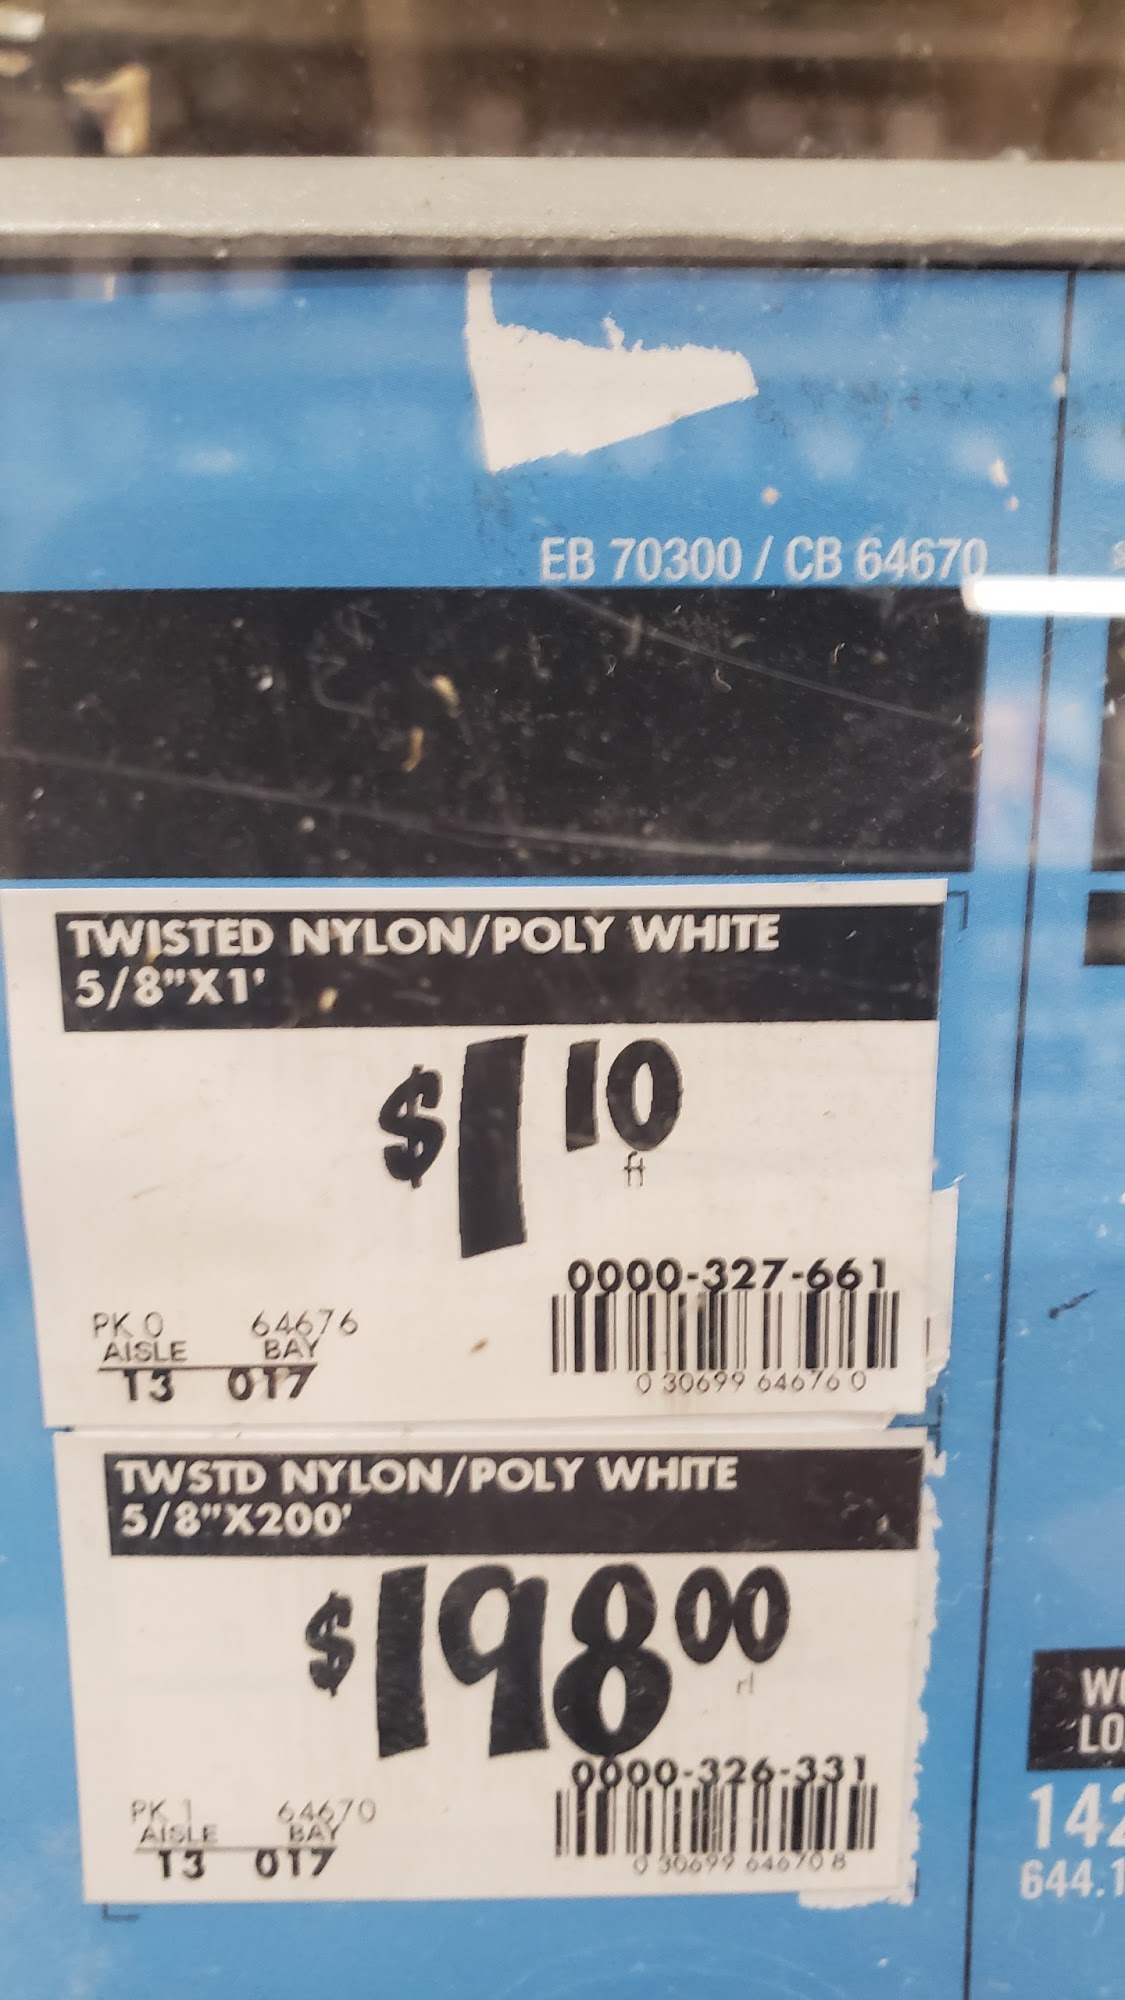 EB 70300 / CB 64670
TWISTED NYLON/POLY WHITE
5/8"X1'
$1 10
ft
0000-327-661
PK 0 64676
AISLE BAY
13 017
0 30699 64676 0
TWSTD NYLON/POLY WHITE
5/8"X200'
$198 00
rl
0000-326-331
PK 1 64670
AISLE BAY
13 017
0 30699 64670 8
644.1